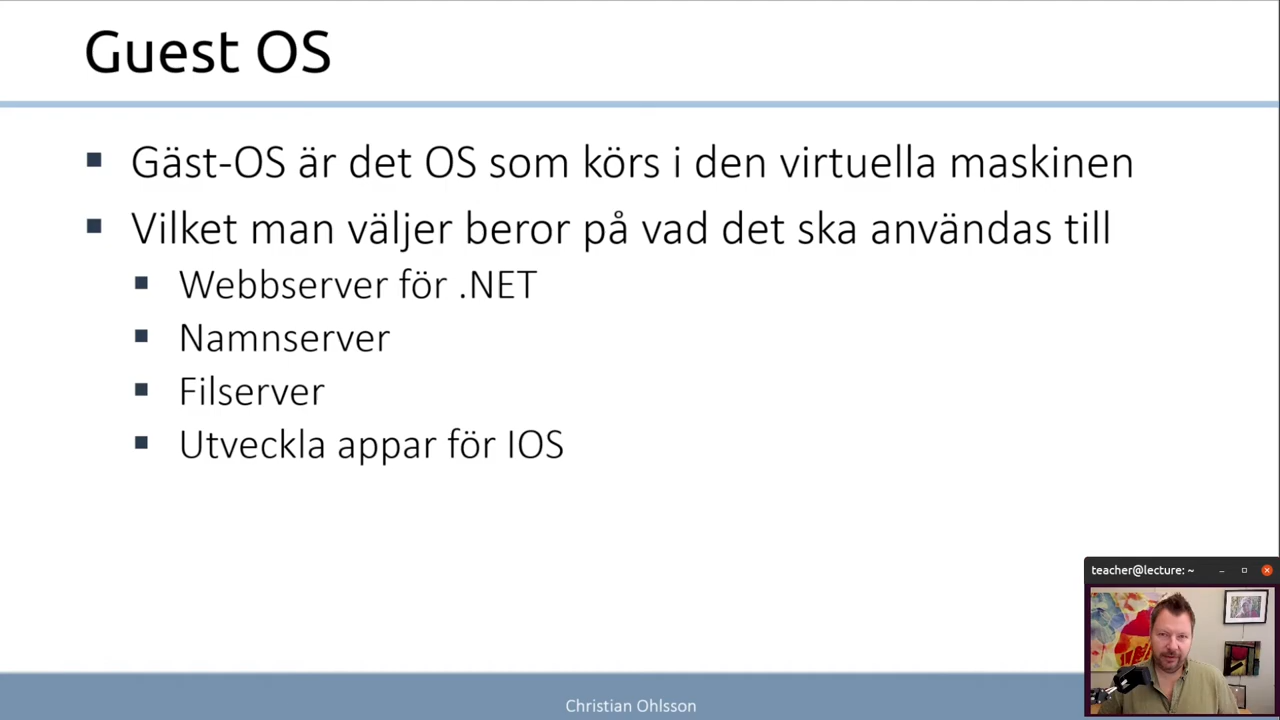 Guest OS
Gäst-OS är det OS som körs i den virtuella maskinen
Vilket man väljer beror på vad det ska användas till
Webbserver för .NET
Namnserver
Filserver
Utveckla appar för IOS
teacher@lecture: ~
Christian Ohlsson